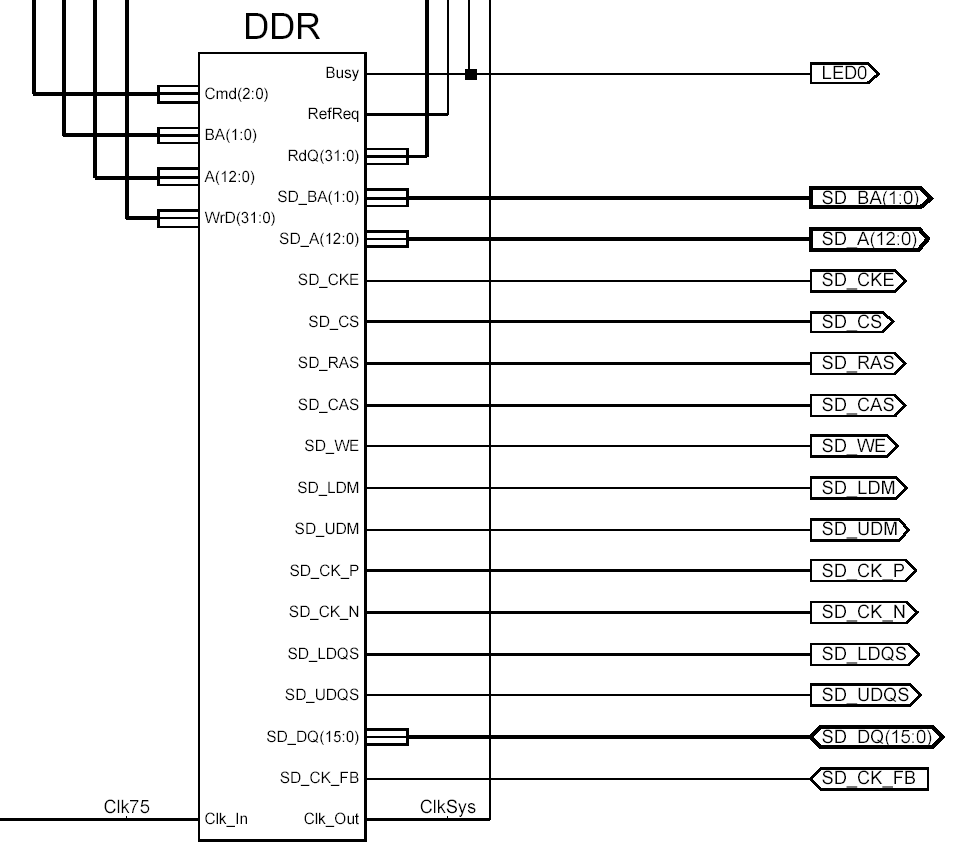 DDR
Busy
LED0
Cmd(2:0)
RefReq
BA(1:0)
RdQ(31:0)
A(12:0)
SD_BA(1:0)
SD_BA(1:0)
WrD(31:0)
SD_A(12:0)
SD_A(12:0)
SD_CKE
SD_CKE
SD_CS
SD_CS
SD_RAS
SD_RAS
SD_CAS
SD_CAS
SD_WE
SD_WE
SD_LDM
SD_LDM
SD_UDM
SD_UDM
SD_CK_P
SD_CK_P
SD_CK_N
SD_CK_N
SD_LDQS
SD_LDQS
SD_UDQS
SD_UDQS
SD_DQ(15:0)
SD_DQ(15:0)
SD_CK_FB
SD_CK_FB
Clk75
ClkSys
Clk_In
Clk_Out